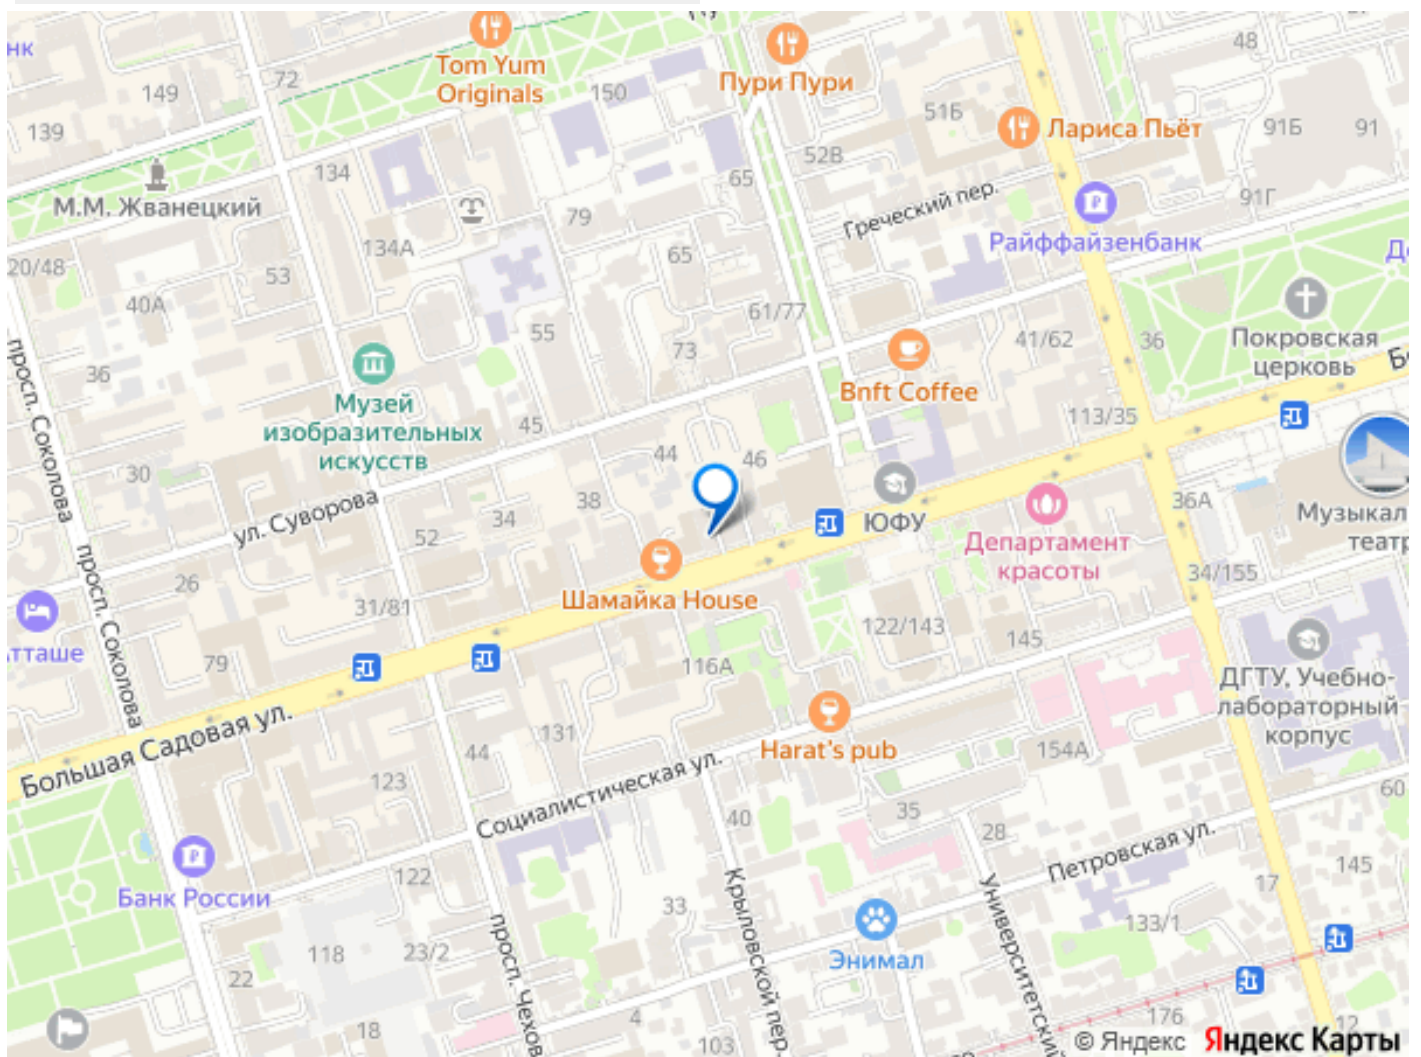 нк
Tom Yum
Originals
Пури Пури
48
72
149
139
150
51Б
Лариса Пьёт
91Б
91
52В
134
65
М.М. Жванецкий
Греческий пер.
91Г
79
Райффайзенбанк
134А
65
20/48
53
40А
61/77
Покровская
церковь
55
73
41/62
36
36
Bnft Coffee
Музей
изобразительных
искусств
45
113/35
просп. Соколова
30
44
46
38
ул. Суворова
34
52
ЮФУ
36А
Музыкал
театр
Департамент
красоты
26
31/81
Шамайка House
34/155
тташе
79
122/143
145
116А
ДГТУ, Учебно-
лабораторный
корпус
просп. Соколова
Большая Садовая ул.
44
131
Harat's pub
154А
123
Социалистическая ул.
60
40
35
28
Петровская ул.
145
Банк России
122
17
33
133/1
118
23/2
Энимал
22
просп. Чехов
Крыловской пер.
Университетский
18
4
103
176
12
© Яндекс Яндекс Карты